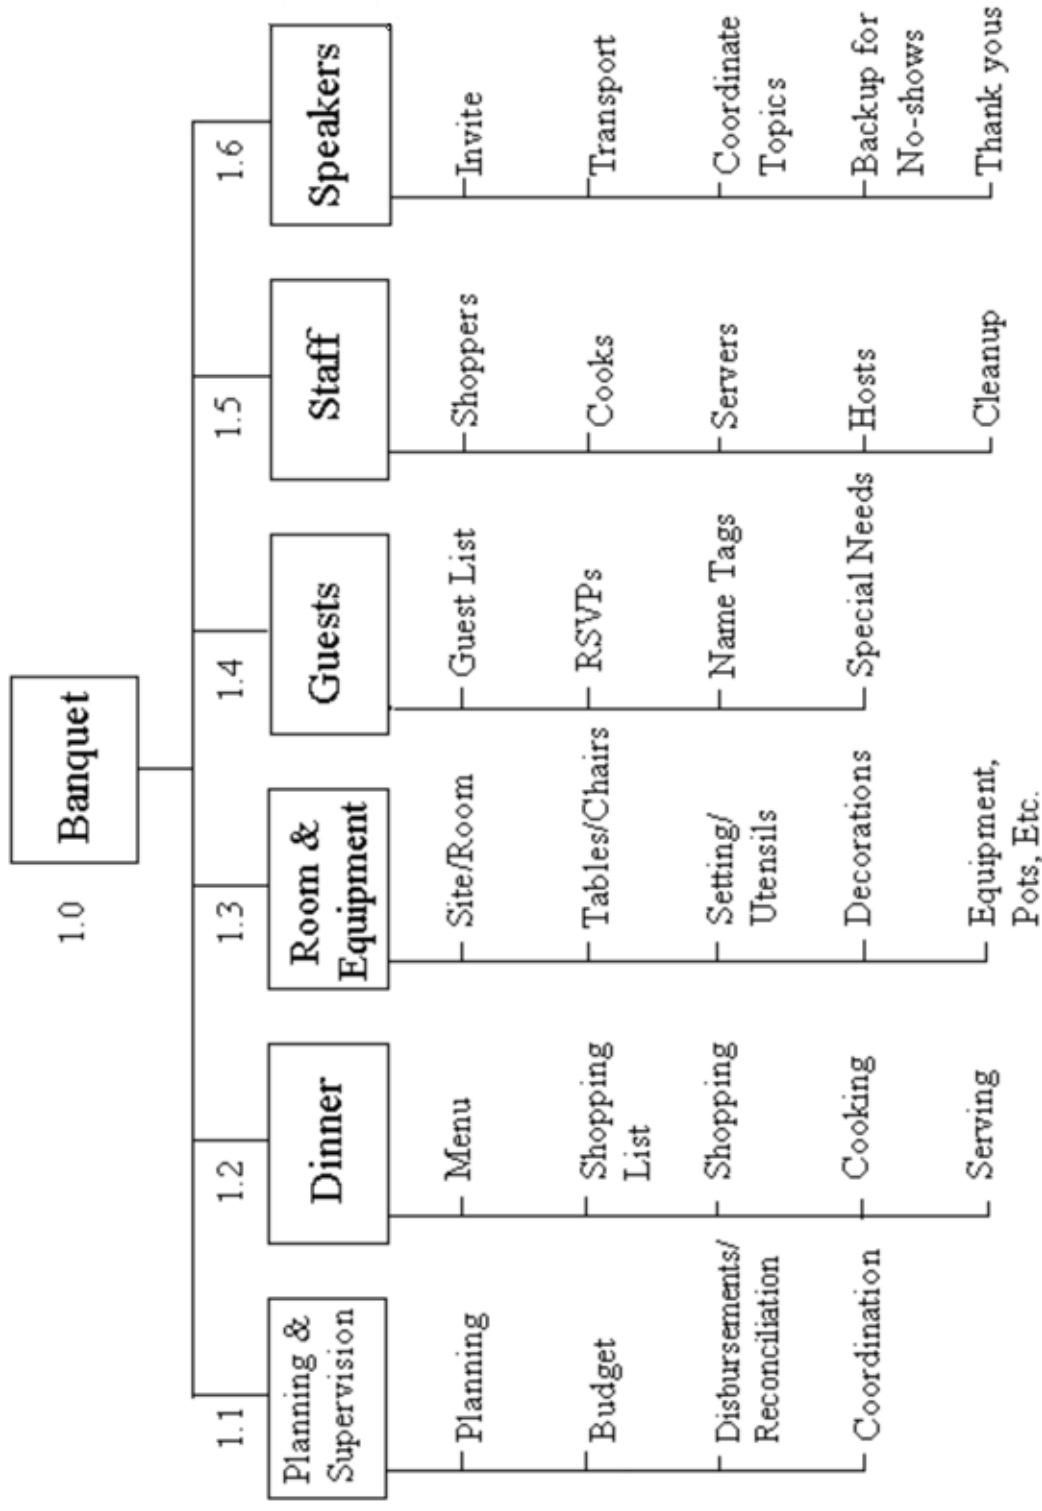 1.0
Banquet
1.1
Planning &
Supervision
Planning
Budget
Disbursements/
Reconciliation
Coordination
1.2
Dinner
Menu
Shopping
List
Shopping
Cooking
Serving
1.3
Room &
Equipment
Site/Room
Tables/Chairs
Setting/
Utensils
Decorations
Equipment,
Pots, Etc.
1.4
Guests
Guest List
RSVPs
Name Tags
Special Needs
1.5
Staff
Shoppers
Cooks
Servers
Hosts
Cleanup
1.6
Speakers
Invite
Transport
Coordinate
Topics
Backup for
No-shows
Thank yous